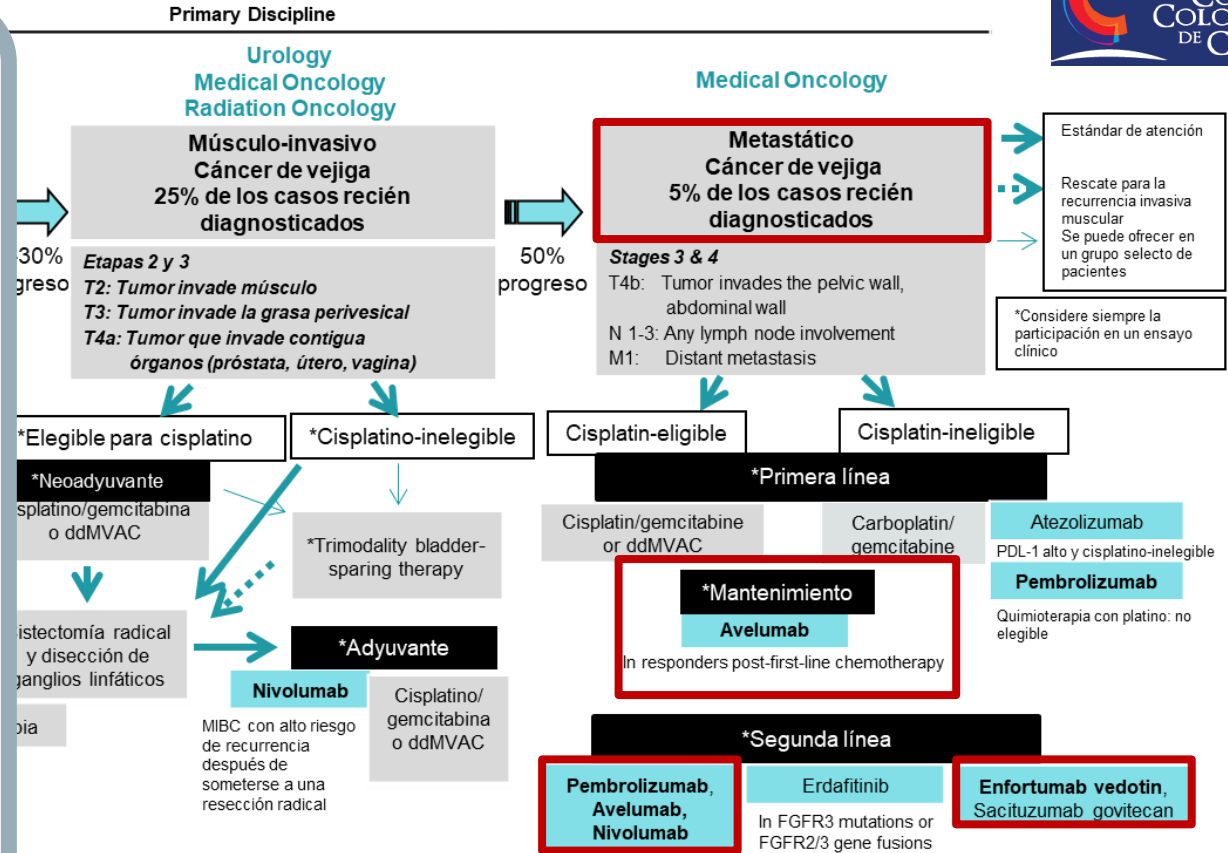 Primary Discipline
Urology
Medical Oncology
Radiation Oncology
Medical Oncology
Músculo-invasivo
Cáncer de vejiga
25% de los casos recién
diagnosticados
Metastático
Cáncer de vejiga
5% de los casos recién
diagnosticados
Estándar de atención
Rescate para la
recurrencia invasiva
muscular
Se puede ofrecer en
un grupo selecto de
pacientes
*Considere siempre la
participación en un ensayo
clínico
30%
50%
progreso
Etapas 2 y 3
T2: Tumor invade músculo
T3: Tumor invade la grasa perivesical
T4a: Tumor que invade contigua
órganos (próstata, útero, vagina)
Stages 3 & 4
T4b: Tumor invades the pelvic wall,
abdominal wall
N 1-3: Any lymph node involvement
M1: Distant metastasis
*Elegible para cisplatino
*Cisplatino-inelegible
Cisplatin-eligible
Cisplatin-ineligible
*Neoadyuvante
splatino/gemcitabina
o ddMVAC
*Trimodality bladder-
sparing therapy
*Primera línea
Cisplatin/gemcitabine
or ddMVAC
Carboplatin/
gemcitabine
Atezolizumab
PDL-1 alto y cisplatino-inelegible
Pembrolizumab
Quimioterapia con platino: no
elegible
*Mantenimiento
Avelumab
In responders post-first-line chemotherapy
istectomía radical
y disección de
ganglios linfáticos
*Adyuvante
Nivolumab
MIBC con alto riesgo
de recurrencia
después de
someterse a una
resección radical
Cisplatino/
gemcitabina
o ddMVAC
*Segunda línea
Pembrolizumab,
Avelumab,
Nivolumab
Erdafitinib
In FGFR3 mutations or
FGFR2/3 gene fusions
Enfortumab vedotin,
Sacituzumab govitecan